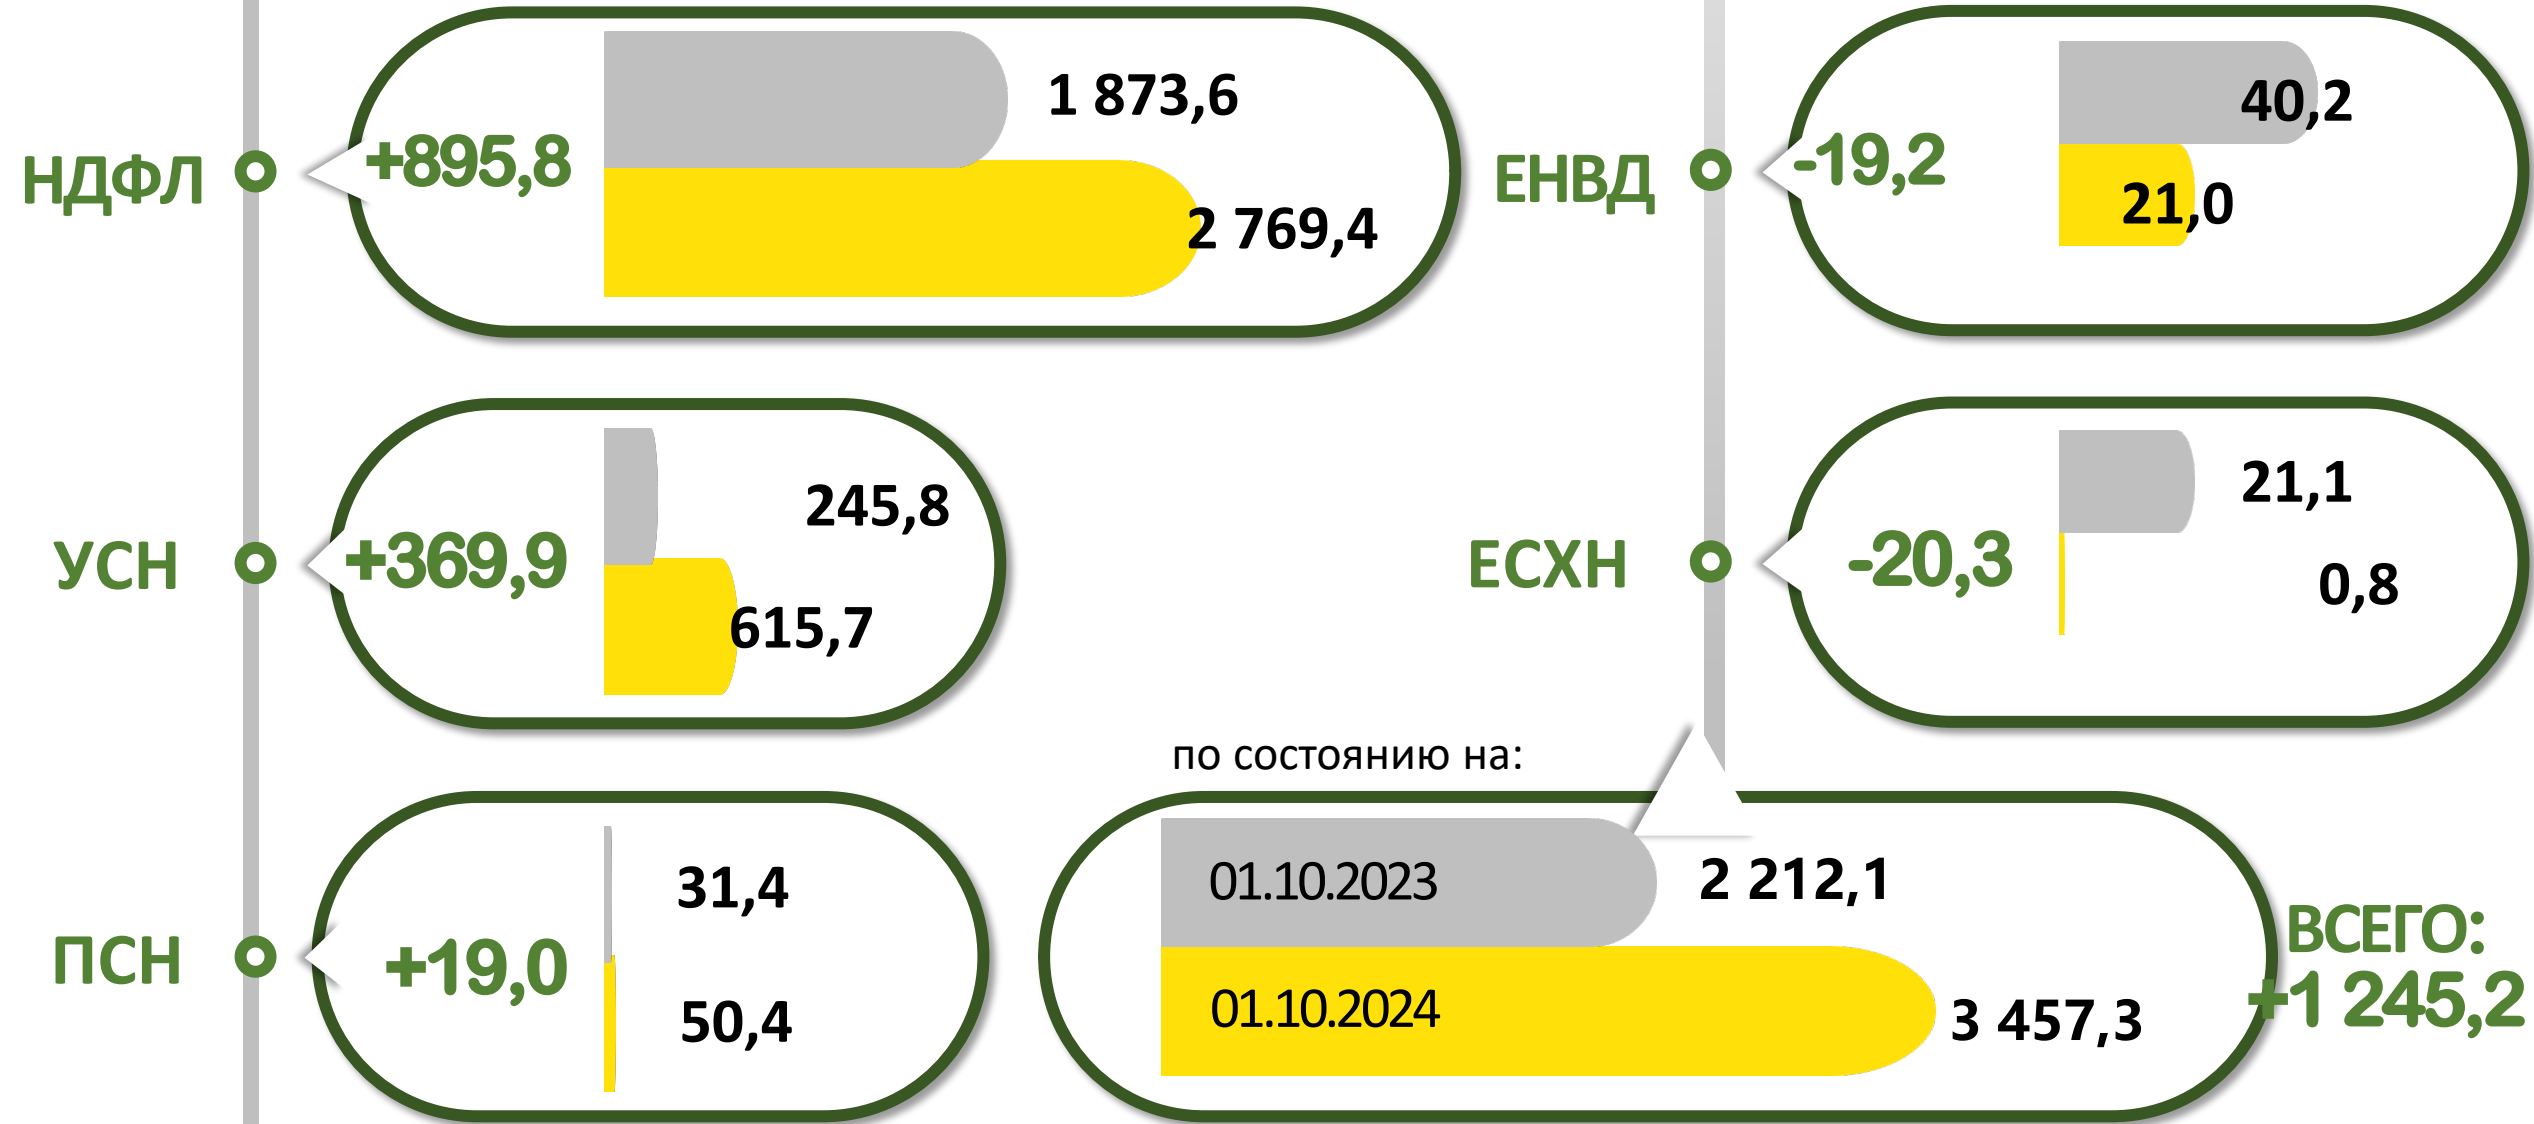 НДФЛ
+895,8
1 873,6
2 769,4
УСН
+369,9
245,8
615,7
ПСН
+19,0
31,4
50,4
ЕНВД
-19,2
40,2
21,0
ЕСХН
-20,3
21,1
0,8
по состоянию на:
01.10.2023
2 212,1
01.10.2024
3 457,3
ВСЕГО:
+1 245,2